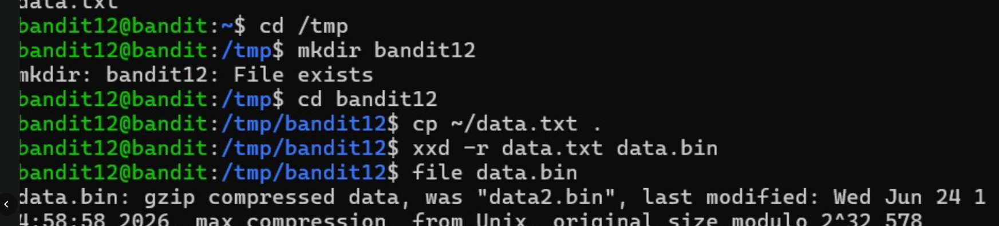 data.txt
bandit12@bandit:~$ cd /tmp
bandit12@bandit:/tmp$ mkdir bandit12
mkdir: bandit12: File exists
bandit12@bandit:/tmp$ cd bandit12
bandit12@bandit:/tmp/bandit12$ cp ~/data.txt .
bandit12@bandit:/tmp/bandit12$ xxd -r data.txt data.bin
bandit12@bandit:/tmp/bandit12$ file data.bin
data.bin: gzip compressed data, was "data2.bin", last modified: Wed Jun 24 1
4:58:58 2026, max compression, from Unix, original size modulo 2^32 578